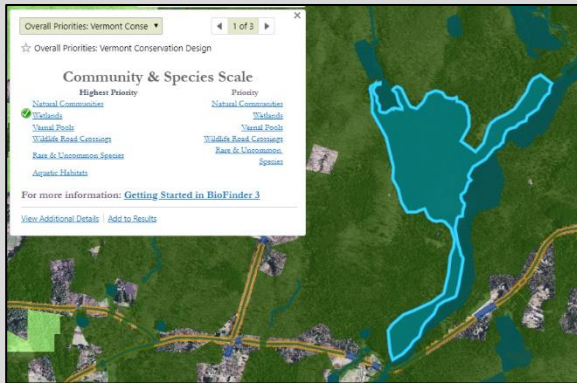 Overall Priorities: Vermont Conse
1 of 3
Overall Priorities: Vermont Conservation Design
Community & Species Scale
Highest Priority Priority
Natural Communities Natural Communities
Wetlands Wetlands
Vernal Pools Vernal Pools
Wildlife Road Crossings Wildlife Road Crossings
Rare & Uncommon Species Rare & Uncommon
Species
Aquatic Habitats
For more information: Getting Started in BioFinder 3
View Additional Details | Add to Results